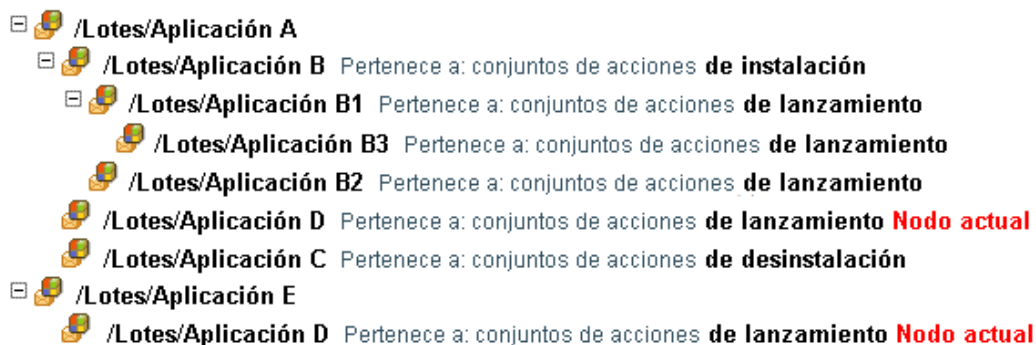 /Lotes/Aplicación A
/Lotes/Aplicación B Pertenece a: conjuntos de acciones de instalación
/Lotes/Aplicación B1 Pertenece a: conjuntos de acciones de lanzamiento
/Lotes/Aplicación B3 Pertenece a: conjuntos de acciones de lanzamiento
/Lotes/Aplicación B2 Pertenece a: conjuntos de acciones de lanzamiento
/Lotes/Aplicación D Pertenece a: conjuntos de acciones de lanzamiento Nodo actual
/Lotes/Aplicación C Pertenece a: conjuntos de acciones de desinstalación
/Lotes/Aplicación E
/Lotes/Aplicación D Pertenece a: conjuntos de acciones de lanzamiento Nodo actual